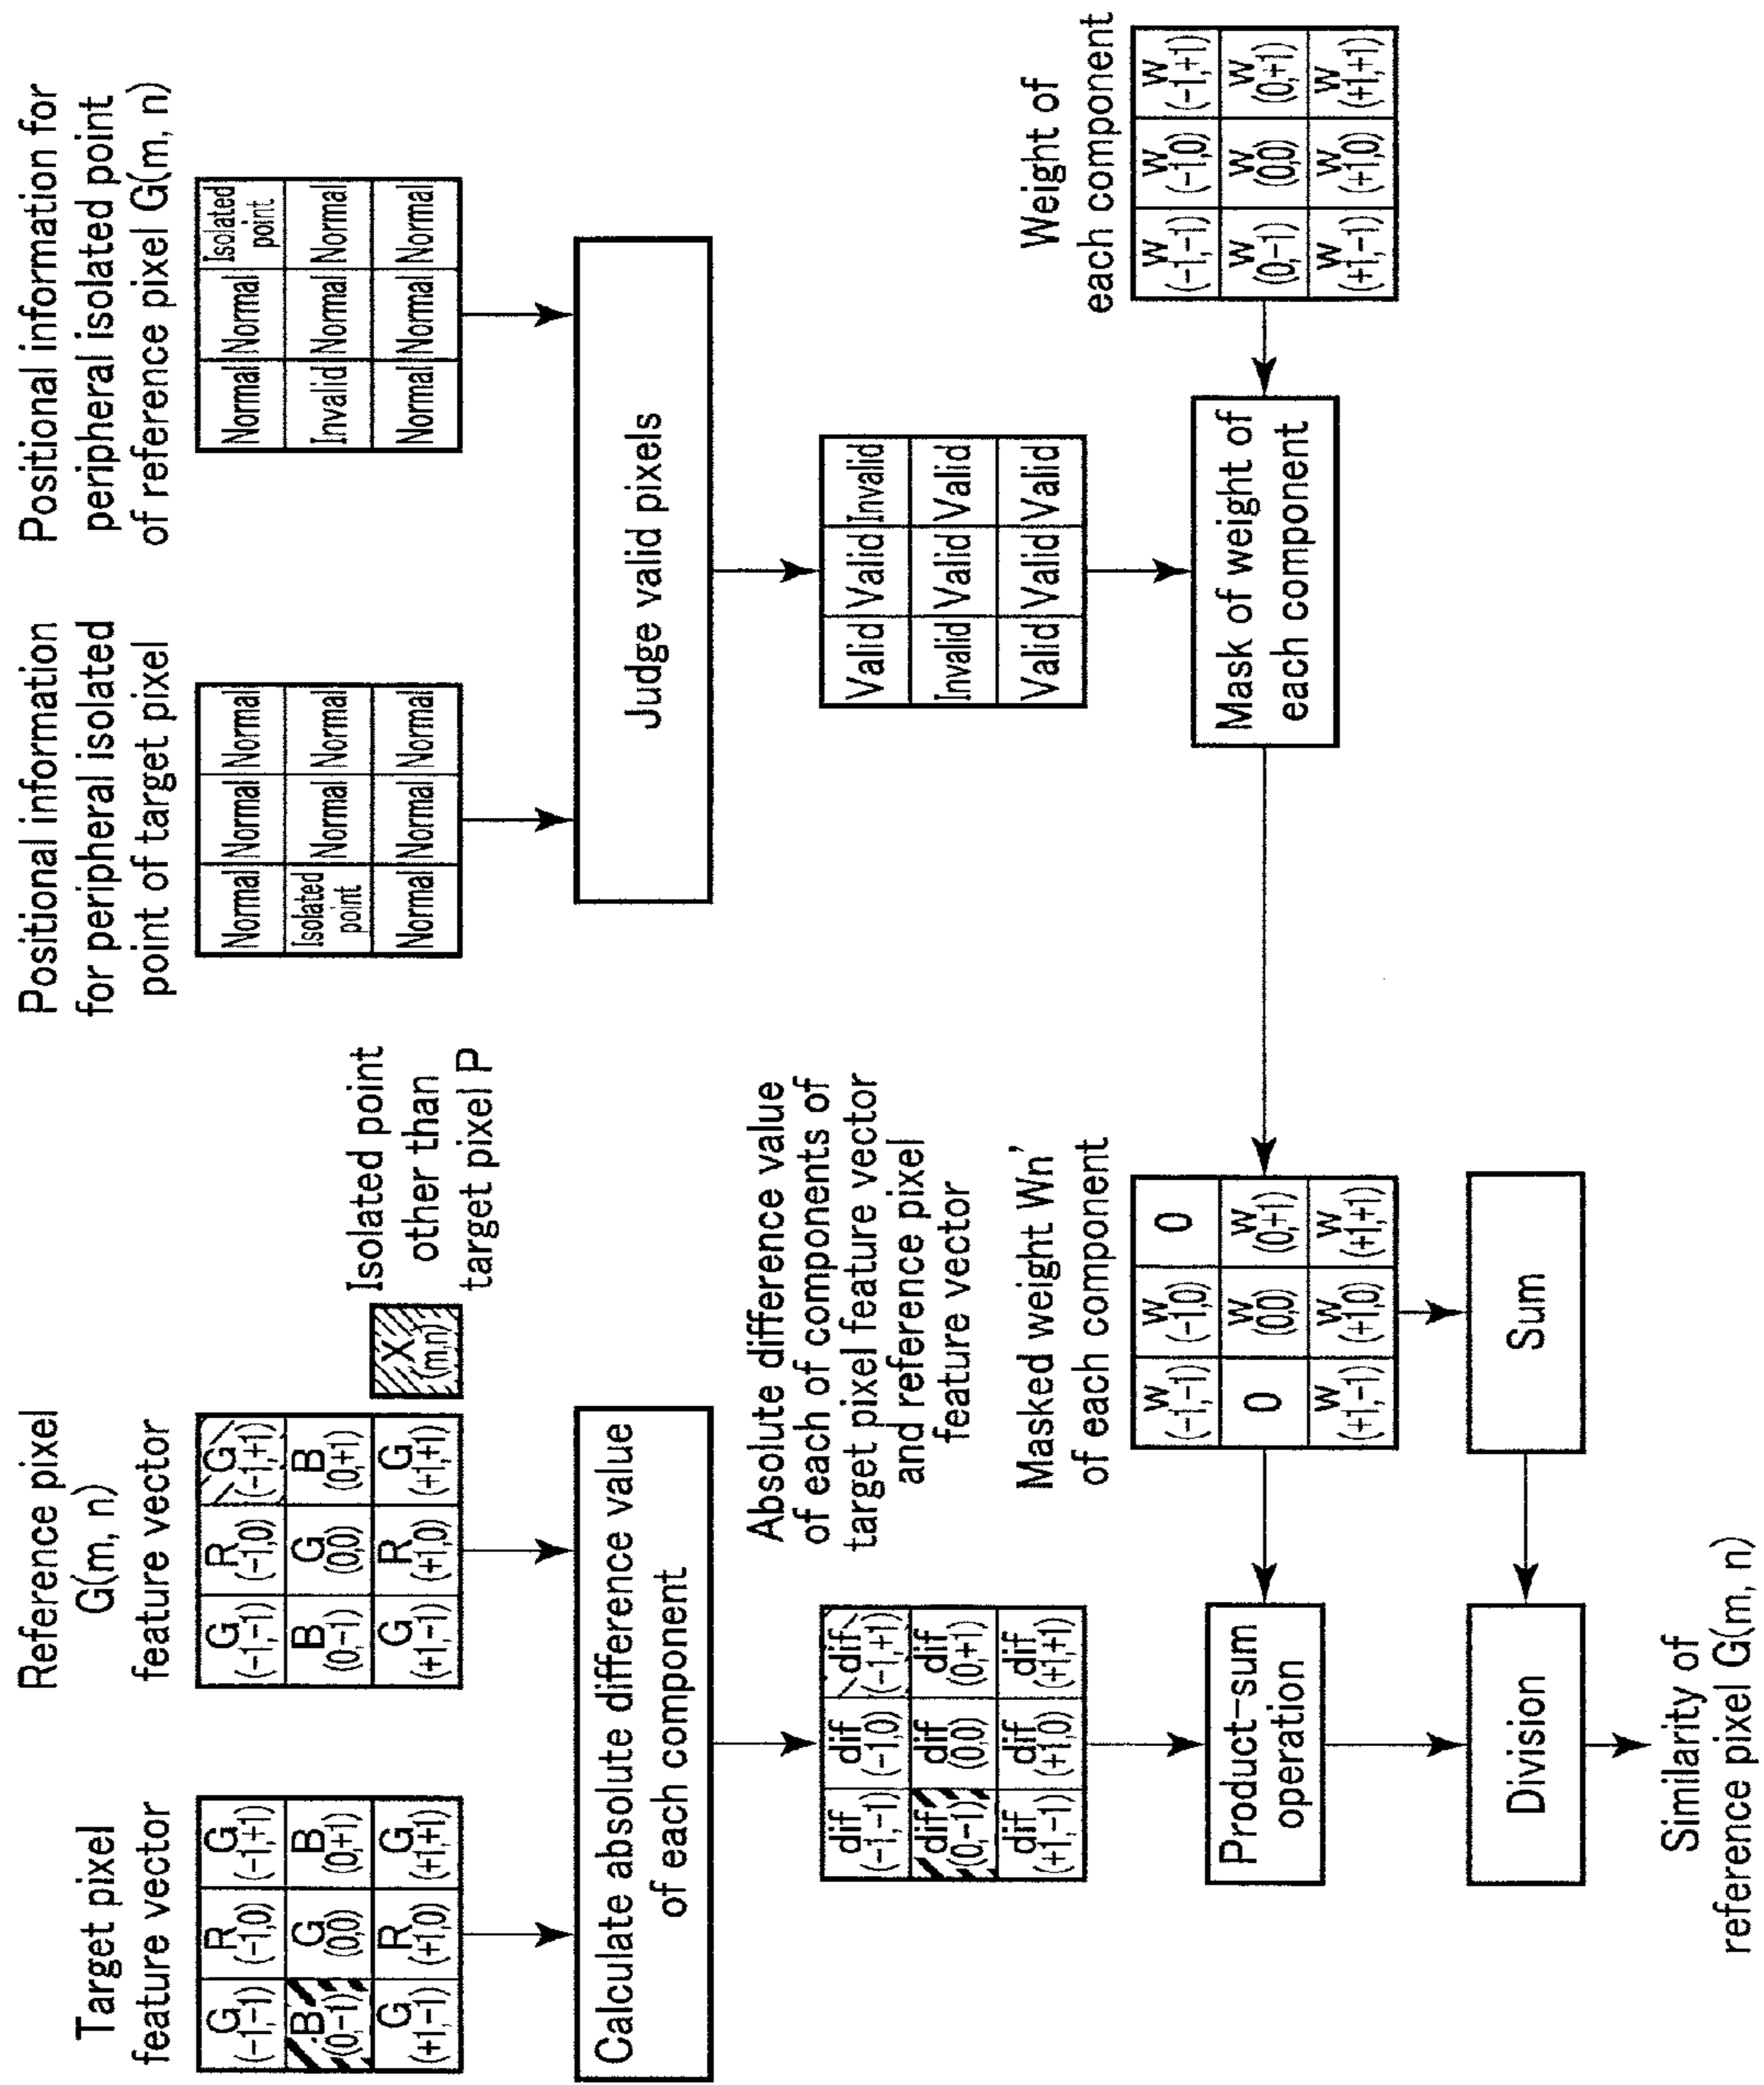 Target pixel
feature vector
G R G
(-1,-1) (-1,0) (-1,+1)
B G B
(0,-1) (0,0) (0,+1)
G R G
(+1,-1) (+1,0) (+1,+1)
Reference pixel
G(m, n)
feature vector
G R G
(-1,-1) (-1,0) (-1,+1)
B G B
(0,-1) (0,0) (0,+1)
G R G
(+1,-1) (+1,0) (+1,+1)
X
(m,n)
Isolated point
other than
target pixel P
Positional information
for peripheral isolated
point of target pixel
Normal Normal Normal
Isolated
point
Normal Normal
Normal Normal Normal
Positional information for
peripheral isolated point
of reference pixel G(m, n)
Normal Normal Isolated
point
Invalid Normal Normal
Normal Normal Normal
Calculate absolute difference value
of each component
Judge valid pixels
dif dif dif
(-1,-1) (-1,0) (-1,+1)
dif dif dif
(0,-1) (0,0) (0,+1)
dif dif dif
(+1,-1) (+1,0) (+1,+1)
Absolute difference value
of each of components of
target pixel feature vector
and reference pixel
feature vector
Valid Valid Invalid
Invalid Valid Valid
Valid Valid Valid
Masked weight Wn'
of each component
W W 0
(-1,-1) (-1,0)
0 W W
(0,0) (0,+1)
W W W
(+1,-1) (+1,0) (+1,+1)
Mask of weight of
each component
Weight of
each component
W W W
(-1,-1) (-1,0) (-1,+1)
W W W
(0,-1) (0,0) (0,+1)
W W W
(+1,-1) (+1,0) (+1,+1)
Product-sum
operation
Division
Sum
Similarity of
reference pixel G(m, n)